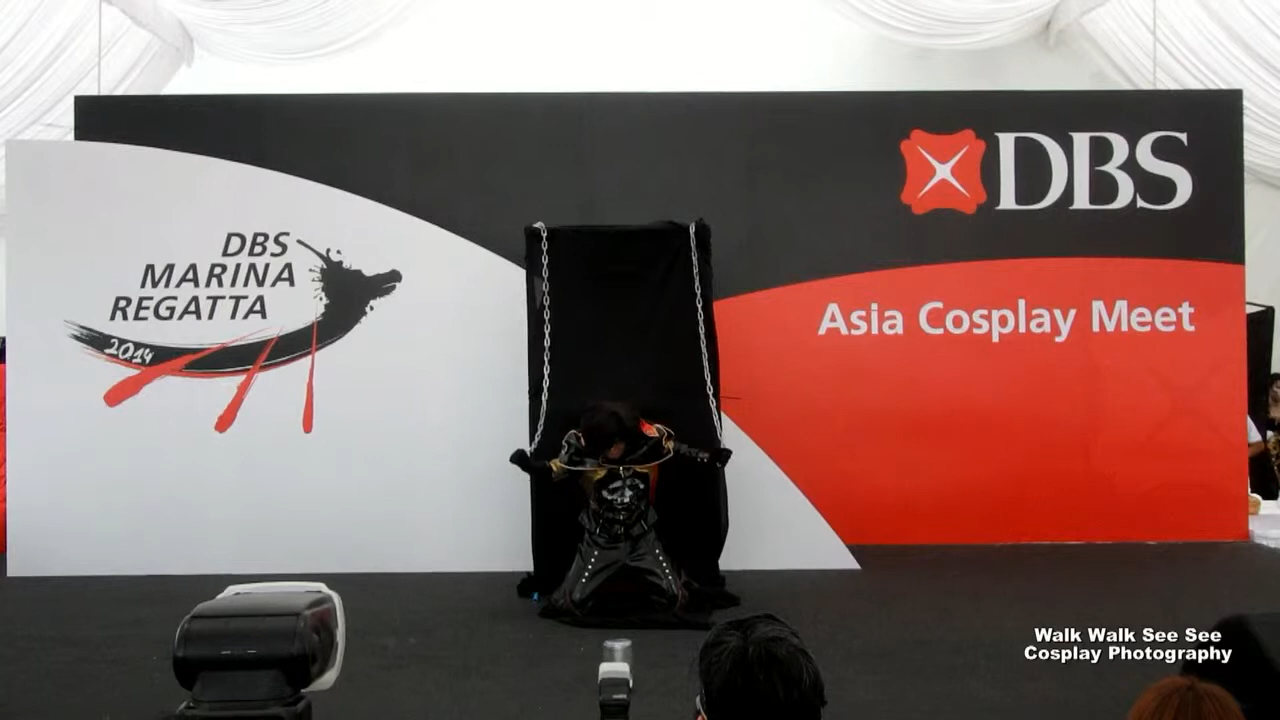 DBS
DBS
MARINA
REGATTA
2014
Asia Cosplay Meet
Walk Walk See See
Cosplay Photography